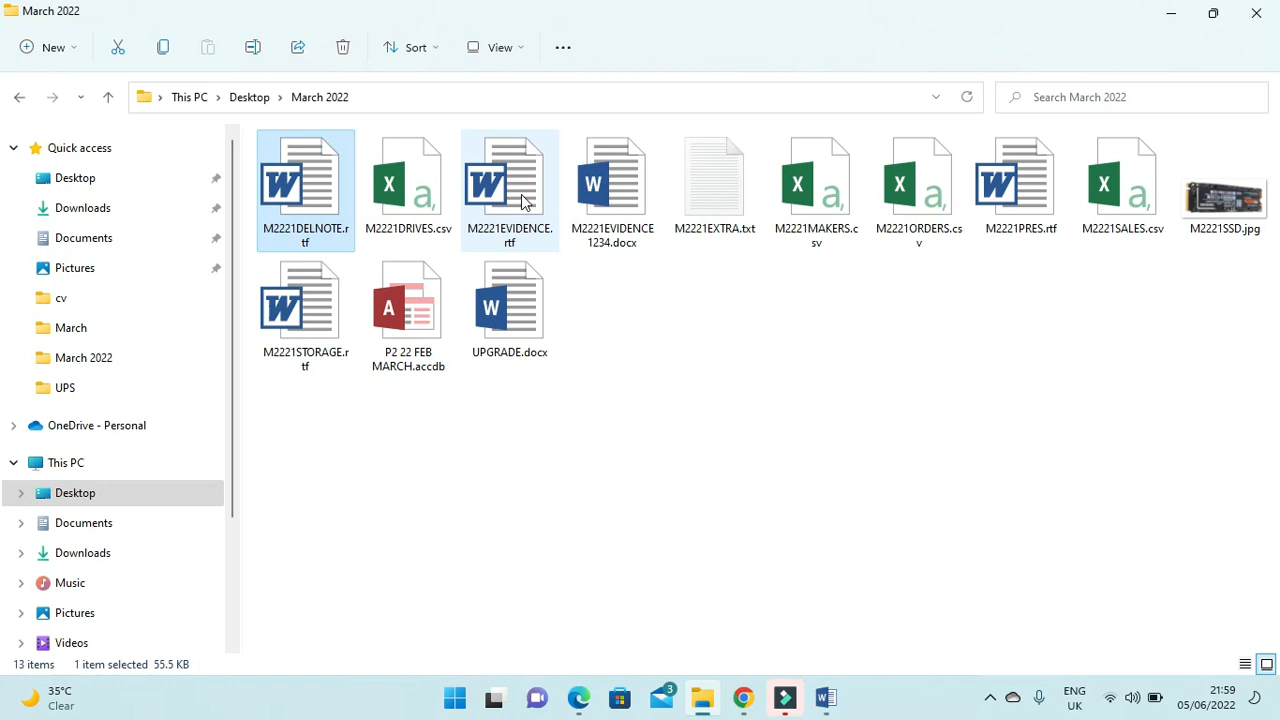 March 2022
New
Sort
View
This PC
Desktop
March 2022
Search March 2022
Quick access
Desktop
Downloads
Documents
Pictures
cv
March
March 2022
UPS
OneDrive - Personal
This PC
Desktop
Documents
Downloads
Music
Pictures
Videos
M2221DELNOTE.r
tf
M2221DRIVES.csv
M2221EVIDENCE.
rtf
M2221EVIDENCE
1234.docx
M2221EXTRA.txt
M2221MAKERS.c
sv
M2221ORDERS.cs
v
M2221PRES.rtf
M2221SALES.csv
M2221SSD.jpg
M2221STORAGE.r
tf
P2 22 FEB
MARCH.accdb
UPGRADE.docx
13 items
1 item selected 55.5 KB
35°C
Clear
3
ENG
UK
21:59
05/06/2022